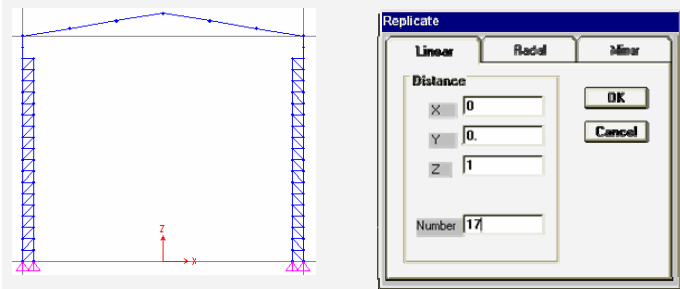 Z
X
Replicate
Linear Radial Mirror
Distance
X 0
Y 0.
Z 1
Number 17
OK
Cancel